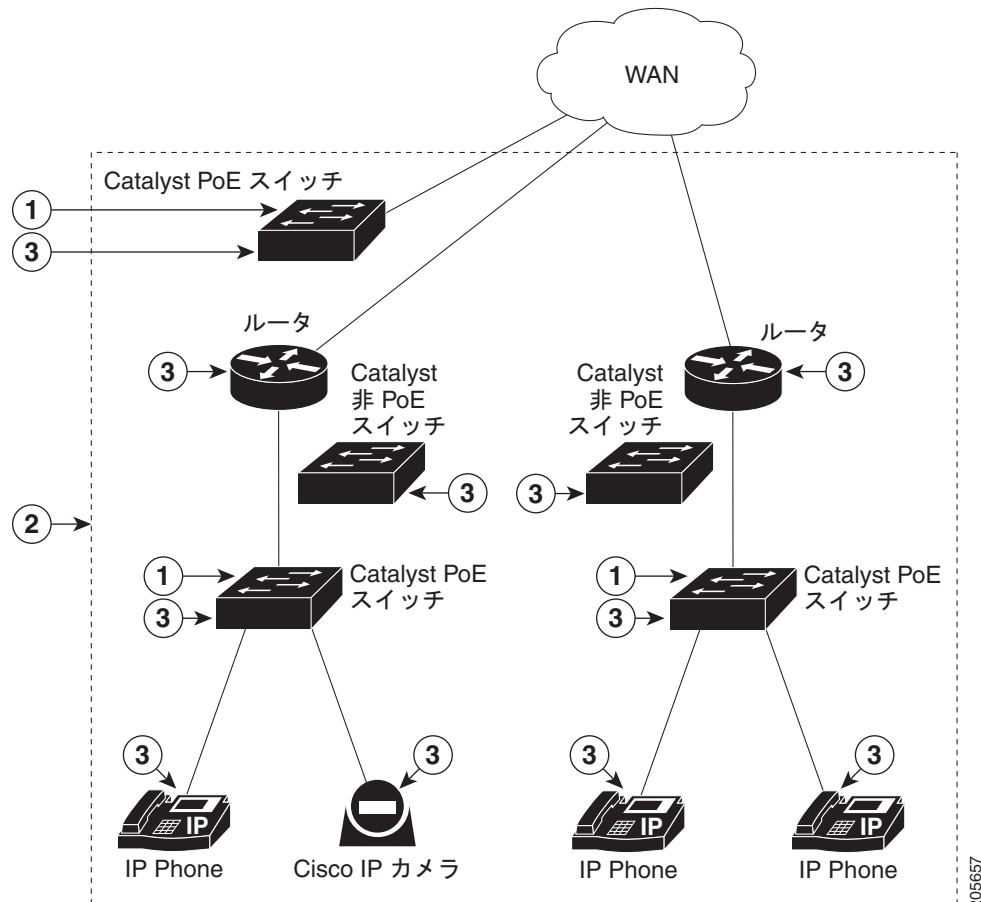 WAN
Catalyst PoE スイッチ
1
3
ルータ
ルータ
3
3
Catalyst
非 PoE
スイッチ
Catalyst
非 PoE
スイッチ
3
3
2
1
Catalyst PoE
スイッチ
3
1
Catalyst PoE
スイッチ
3
3
3
3
3
IP
IP
IP
IP Phone
Cisco IP カメラ
IP Phone
IP Phone
205657